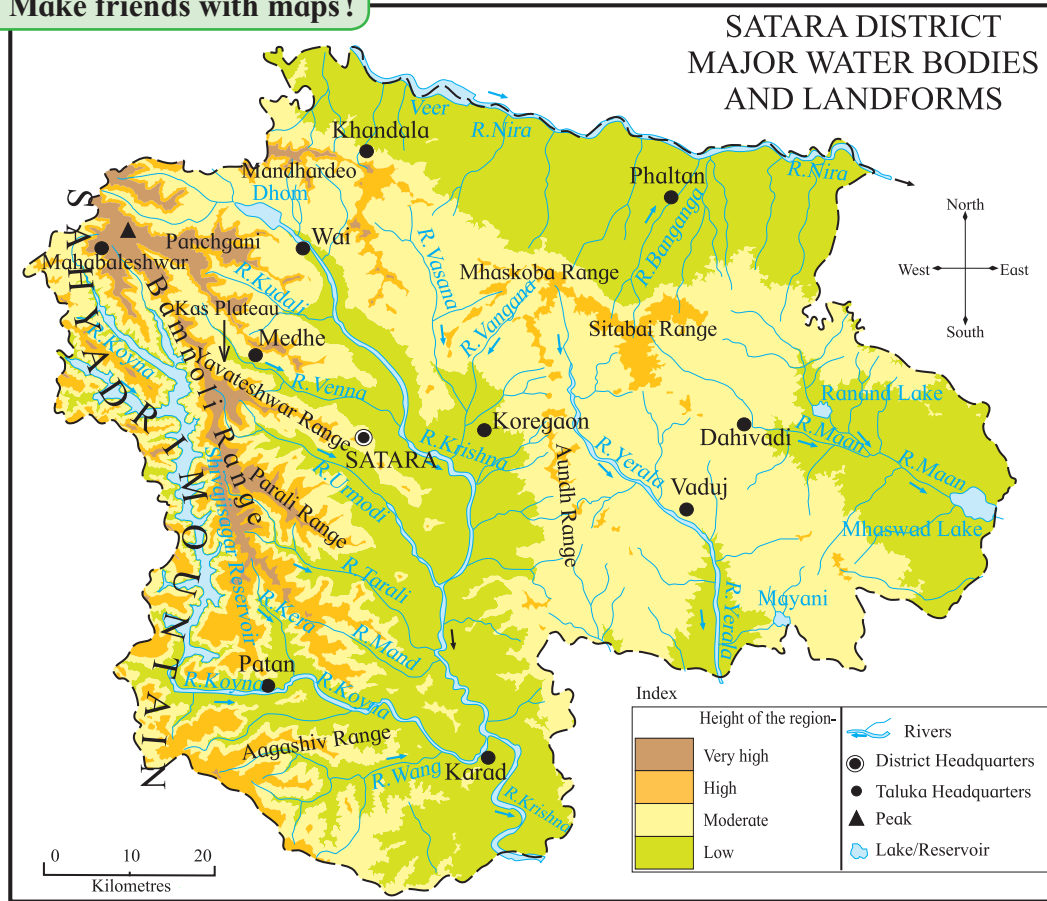 Make friends with maps!
SATARA DISTRICT
MAJOR WATER BODIES
AND LANDFORMS
Veer
R.Nira
Khandala
R.Nira
Mandhardeo
Phaltan
Dhom
North
West
East
South
Panchgani
Wai
R.Vasana
R.Banganga
Mahabaleshwar
R.Kudali
Mhaskoba Range
Kas Plateau
R.Vangana
Sitabai Range
R.Koyna
Medhe
Bamnoli Range
Yavateshwar Range
R.Venna
Ranand Lake
SATARA
R.Krishna
Koregaon
Dahivadi
R.Maan
R.Maan
R.Urmodi
Aundh Range
R.Yerala
Vaduj
Parali Range
Mhaswad Lake
SAHYADRI MOUNTAIN
Shivajisagar Reservoir
R.Tarali
R.Kera
R.Mand
R.Yerala
Mayani
Patan
R.Koyna
R.Koyna
Aagashiv Range
R.Wang
Karad
R.Krishna
Index
Height of the region-
Very high
High
Moderate
Low
Rivers
District Headquarters
Taluka Headquarters
Peak
Lake/Reservoir
0 10 20
Kilometres